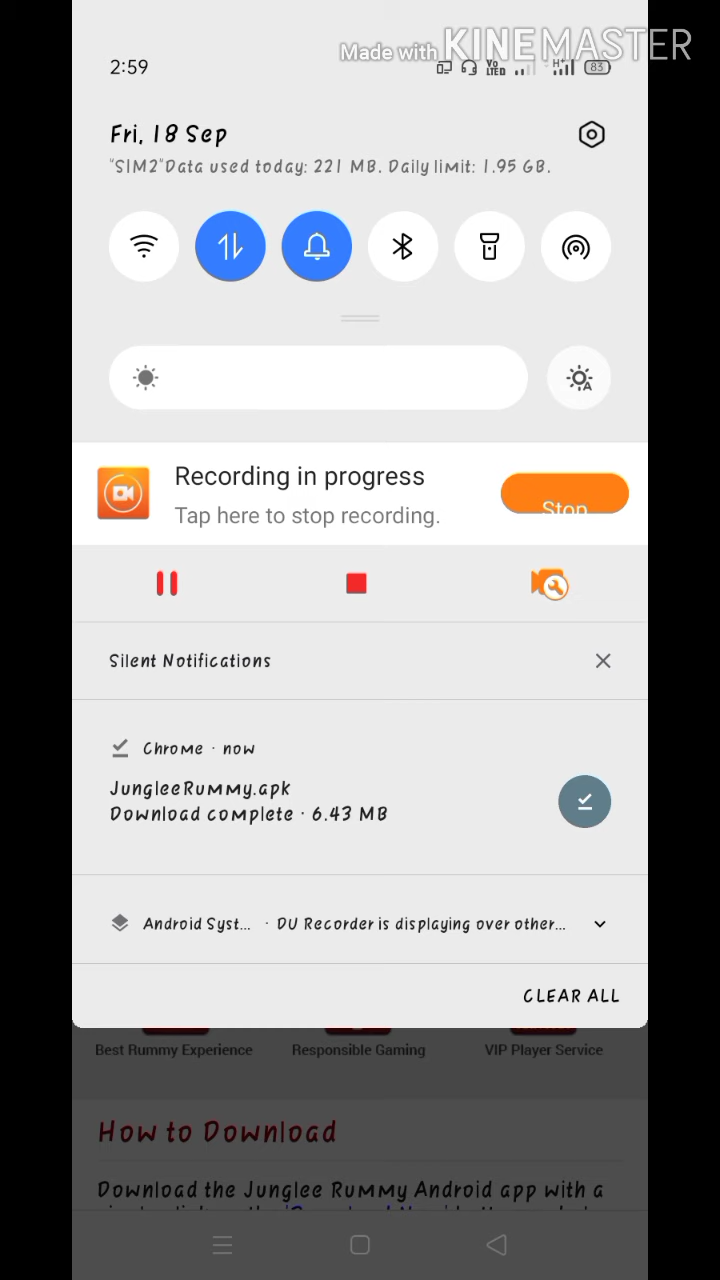 Made with KINEMASTER
2:59
Vo
LTED
H+
83
Fri, 18 Sep
"SIM2"Data used today: 221 MB. Daily limit: 1.95 GB.
A
Recording in progress
Stop
Tap here to stop recording.
Silent Notifications
Chrome · now
JungleeRummy.apk
Download complete · 6.43 MB
Android Syst... · DU Recorder is displaying over other...
CLEAR ALL
Best Rummy Experience
Responsible Gaming
VIP Player Service
How to Download
Download the Junglee Rummy Android app with a